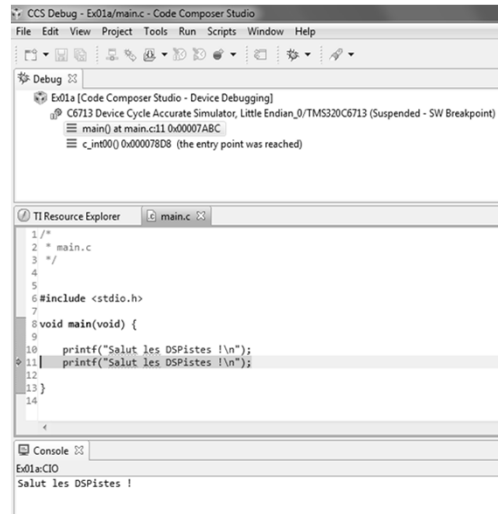 CCS Debug - Ex01a/main.c - Code Composer Studio
File Edit View Project Tools Run Scripts Window Help
Debug
Ex01a [Code Composer Studio - Device Debugging]
C6713 Device Cycle Accurate Simulator, Little Endian_0/TMS320C6713 (Suspended - SW Breakpoint)
main() at main.c:11 0x00007ABC
c_int00() 0x000078D8 (the entry point was reached)
TI Resource Explorer main.c
1 /*
2 * main.c
3 */
4
5
6 #include <stdio.h>
7
8 void main(void) {
9
10 printf("Salut les DSPistes !\n");
11 printf("Salut les DSPistes !\n");
12
13 }
14
Console
Ex01a:CIO
Salut les DSPistes !